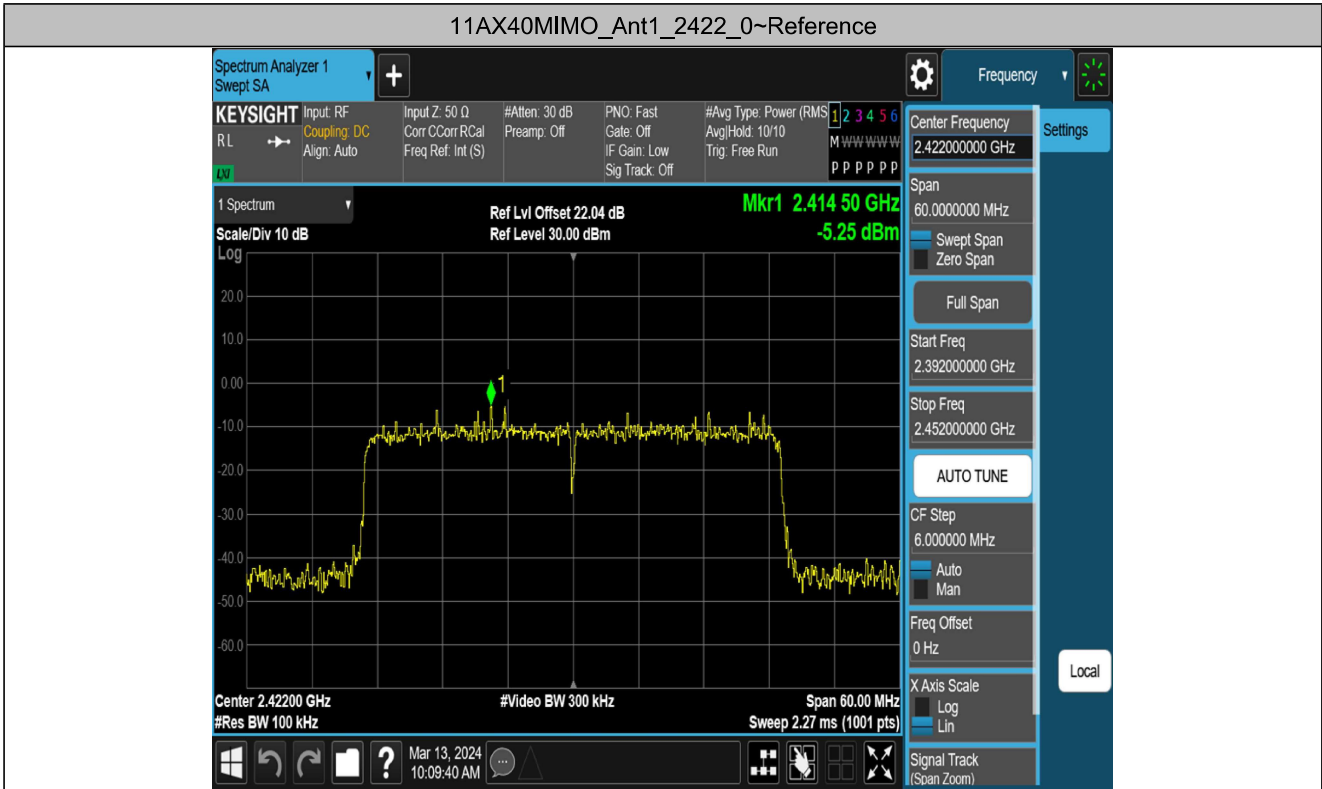 11AX40MIMO_Ant1_2422_0~Reference
Spectrum Analyzer 1
Swept SA
+
Frequency
KEYSIGHT
RL
LXI
Input: RF
Coupling: DC
Align: Auto
Input Z: 50 Ω
Corr CCorr RCal
Freq Ref: Int (S)
#Atten: 30 dB
Preamp: Off
PNO: Fast
Gate: Off
IF Gain: Low
Sig Track: Off
#Avg Type: Power (RMS
Avg|Hold: 10/10
Trig: Free Run
1 2 3 4 5 6
M W W W W W
P P P P P P
Center Frequency
2.422000000 GHz
Settings
Span
60.0000000 MHz
Swept Span
Zero Span
Full Span
Start Freq
2.392000000 GHz
Stop Freq
2.452000000 GHz
AUTO TUNE
CF Step
6.000000 MHz
Auto
Man
Freq Offset
0 Hz
X Axis Scale
Log
Lin
Signal Track
(Span Zoom)
Local
1 Spectrum
Scale/Div 10 dB
Log
Ref Lvl Offset 22.04 dB
Ref Level 30.00 dBm
Mkr1 2.414 50 GHz
-5.25 dBm
20.0
10.0
0.00
-10.0
-20.0
-30.0
-40.0
-50.0
-60.0
1
Center 2.42200 GHz
#Res BW 100 kHz
#Video BW 300 kHz
Span 60.00 MHz
Sweep 2.27 ms (1001 pts)
?
Mar 13, 2024
10:09:40 AM